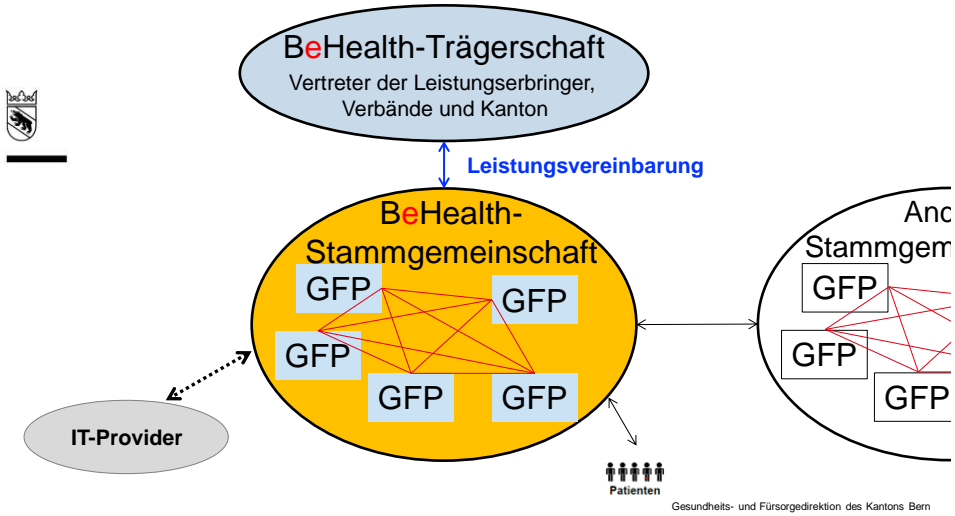 BeHealth-Trägerschaft
Vertreter der Leistungserbringer,
Verbände und Kanton
Leistungsvereinbarung
BeHealth-
Stammgemeinschaft
GFP
GFP
GFP
GFP
GFP
And
Stammgem
GFP
GFP
GFP
IT-Provider
Patienten
Gesundheits- und Fürsorgedirektion des Kantons Bern